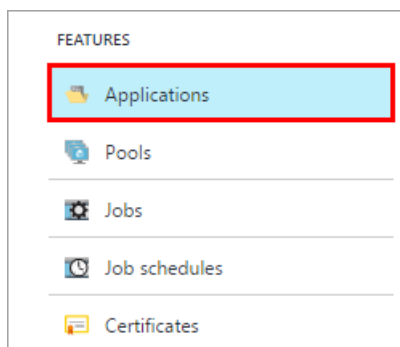 FEATURES
Applications
Pools
Jobs
Job schedules
Certificates